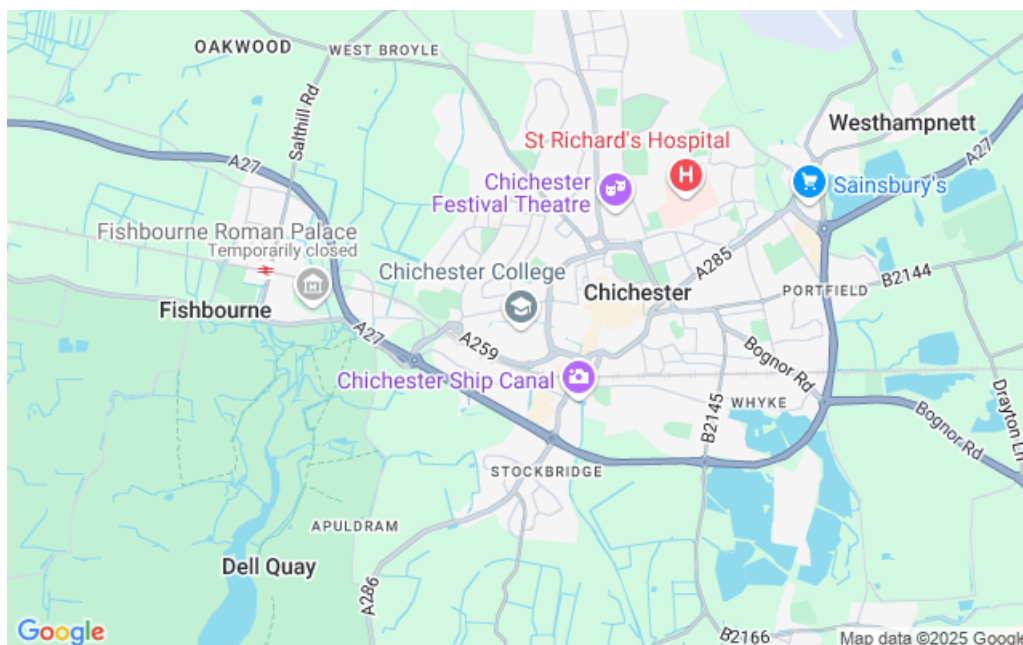 OAKWOOD
WEST BROYLE
Salthill Rd
Westhampnett
A27
A27
St Richard's Hospital
H
Chichester
Festival Theatre
Sainsbury's
Fishbourne Roman Palace
Temporarily closed
Chichester College
A285
B2144
Chichester
PORTFIELD
Fishbourne
A27
A259
Bognor Rd
Chichester Ship Canal
WHYKE
B2145
Bognor Rd
Drayton Ln
STOCKBRIDGE
APULDRAM
Dell Quay
A286
B2166
Google
Map data ©2025 Google